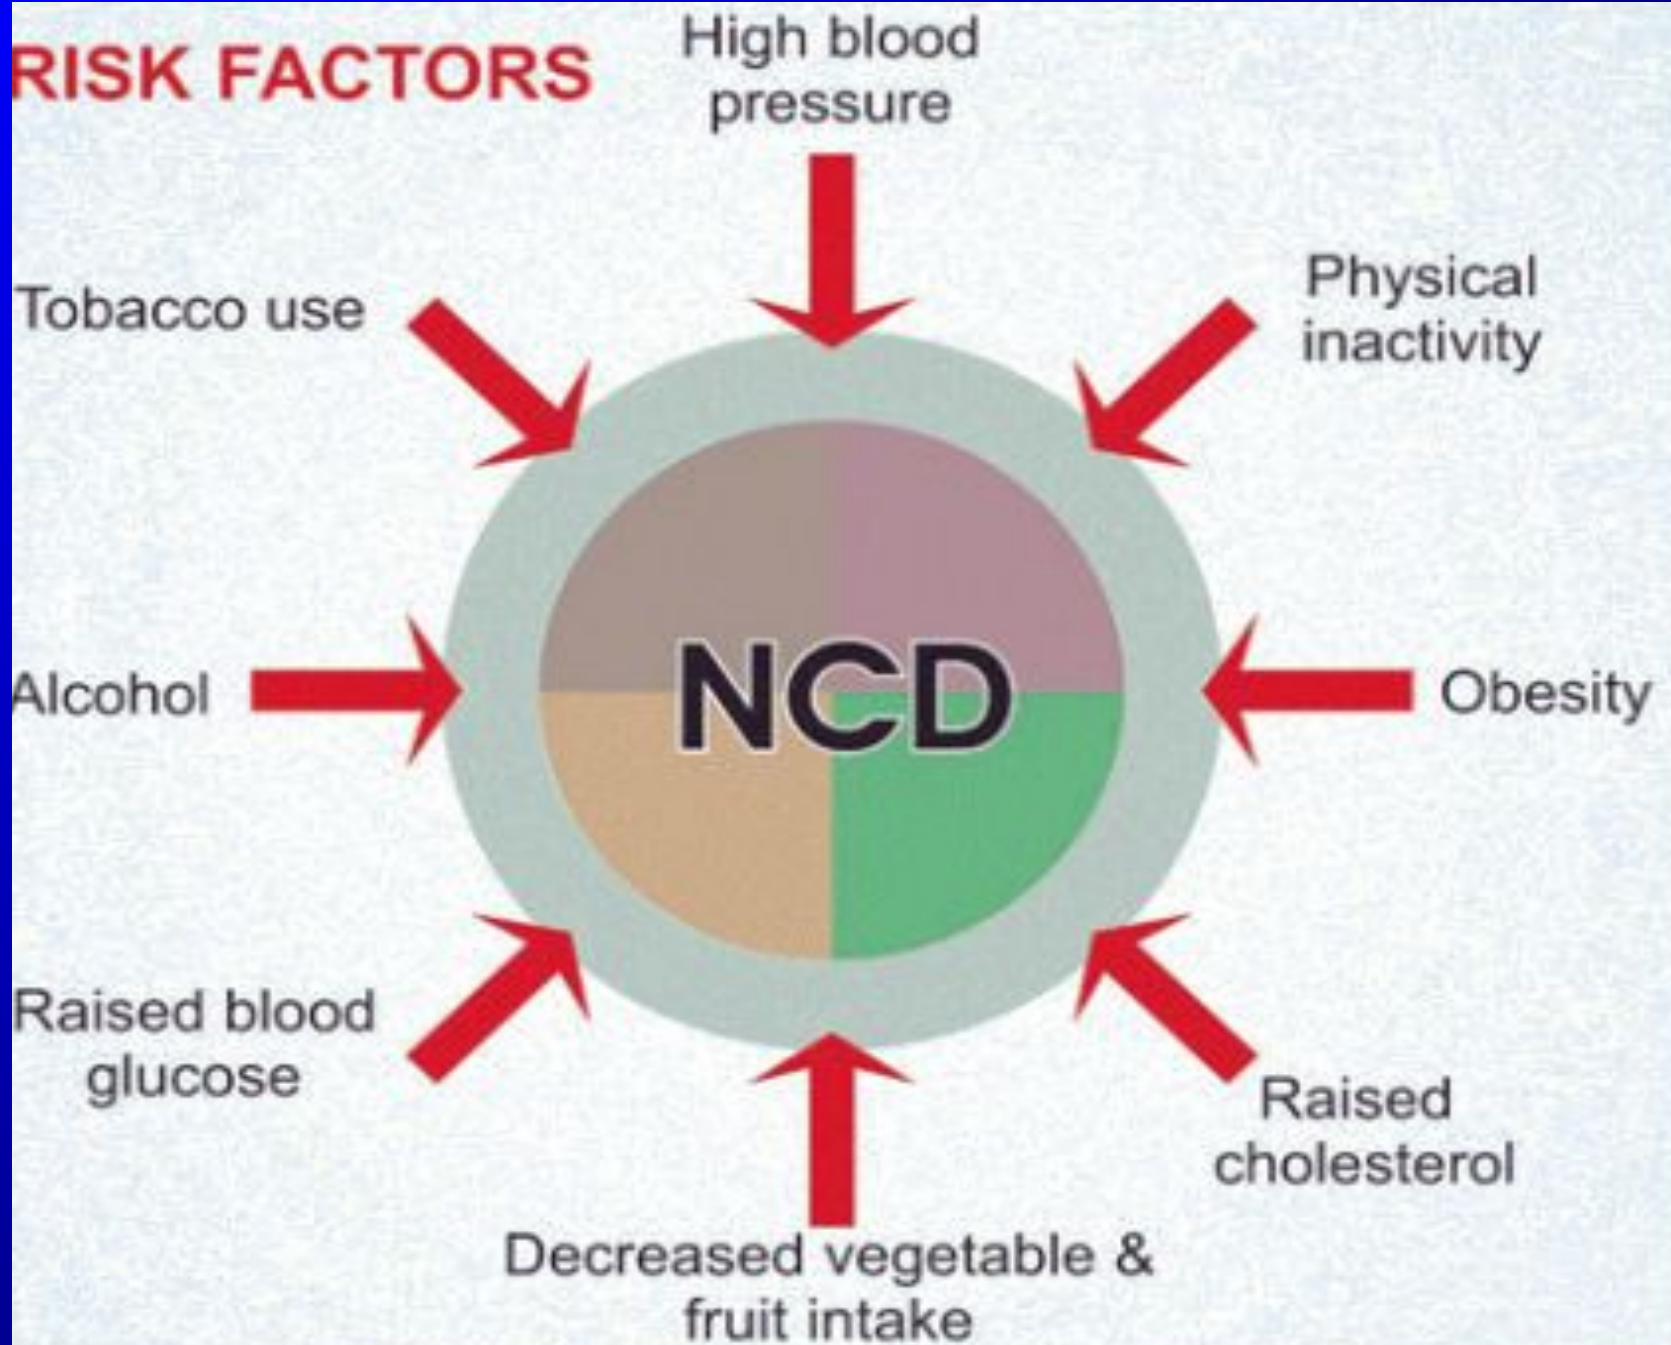 RISK FACTORS
High blood
pressure
Tobacco use
Physical
inactivity
NCD
Alcohol
Obesity
Raised blood
glucose
Raised
cholesterol
Decreased vegetable &
fruit intake